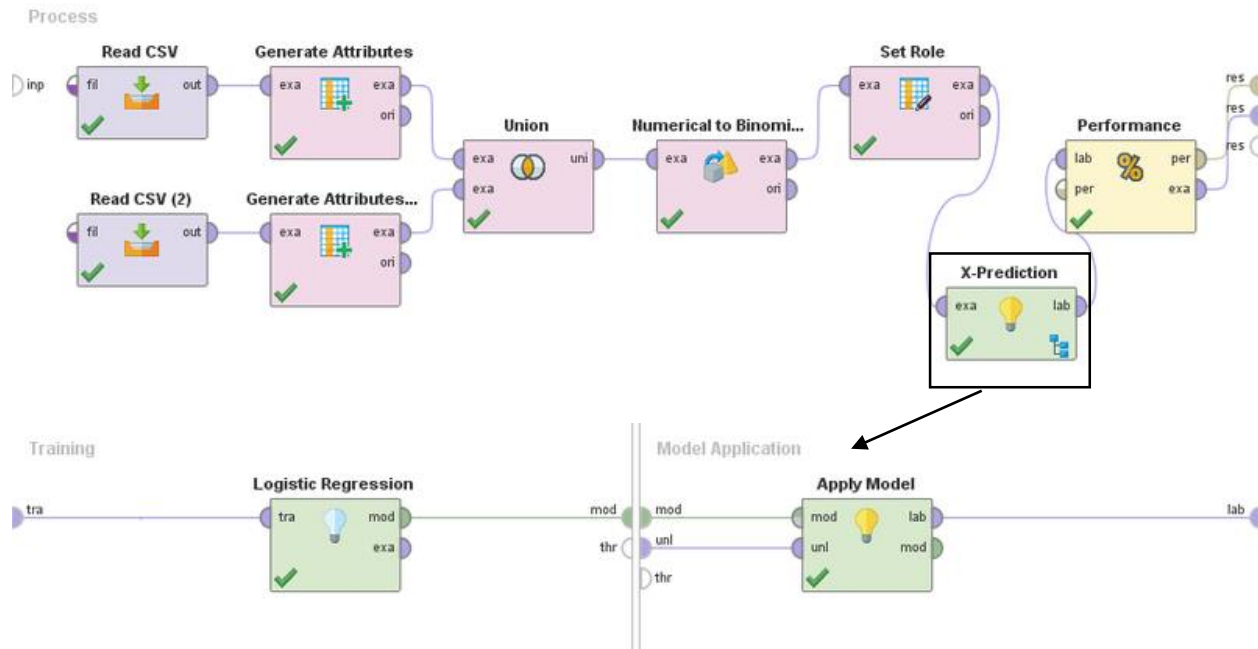 Process
Read CSV
Generate Attributes
Set Role
inp
fil
out
exa
exa
ori
exa
exa
ori
res
res
res
Union
Numerical to Binomi...
Performance
exa
exa
uni
exa
exa
ori
lab
per
per
exa
%
Read CSV (2)
Generate Attributes...
fil
out
exa
exa
ori
X-Prediction
exa
lab
Training
Model Application
Logistic Regression
Apply Model
tra
tra
mod
exa
mod
thr
mod
unl
thr
mod
unl
lab
mod
lab